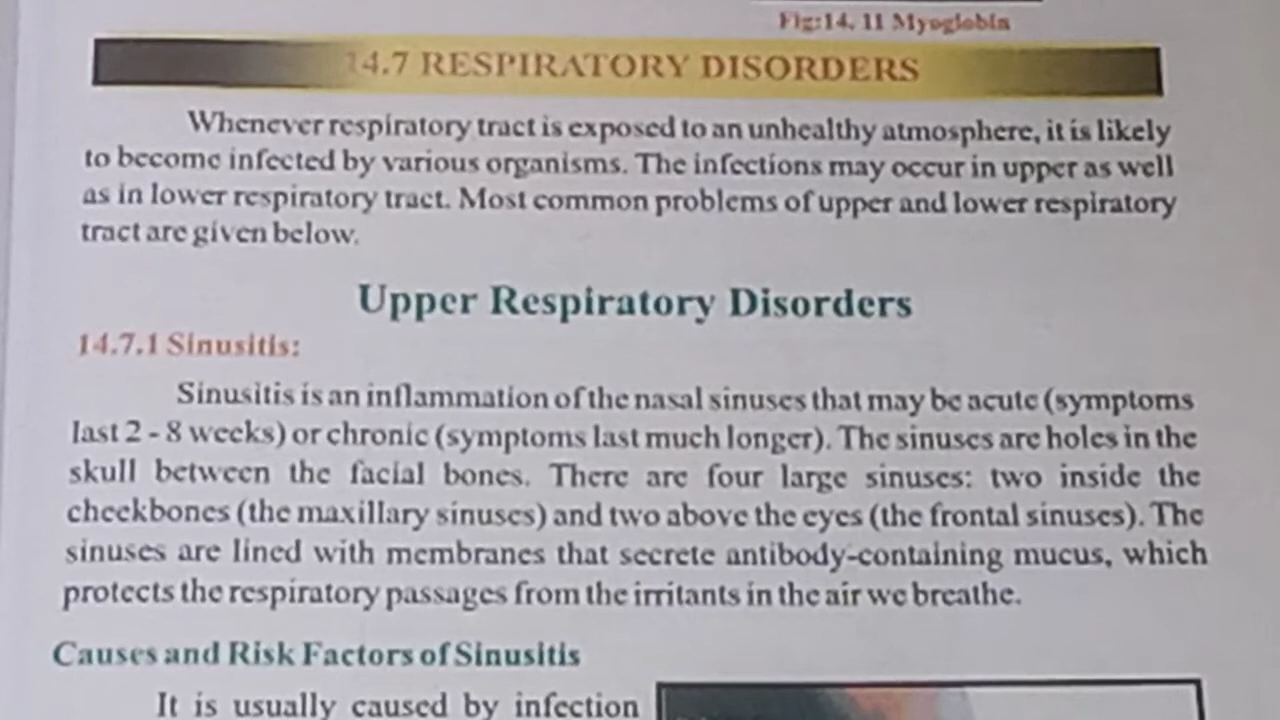 Fig:14. 11 Myoglobin
14.7 RESPIRATORY DISORDERS
Whenever respiratory tract is exposed to an unhealthy atmosphere, it is likely
to become infected by various organisms. The infections may occur in upper as well
as in lower respiratory tract. Most common problems of upper and lower respiratory
tract are given below.
Upper Respiratory Disorders
14.7.1 Sinusitis:
Sinusitis is an inflammation of the nasal sinuses that may be acute (symptoms
last 2 - 8 weeks) or chronic (symptoms last much longer). The sinuses are holes in the
skull between the facial bones. There are four large sinuses: two inside the
cheekbones (the maxillary sinuses) and two above the eyes (the frontal sinuses). The
sinuses are lined with membranes that secrete antibody-containing mucus, which
protects the respiratory passages from the irritants in the air we breathe.
Causes and Risk Factors of Sinusitis
It is usually caused by infection